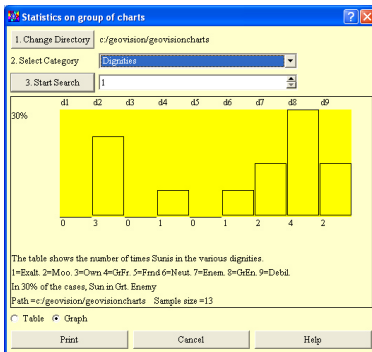 Statistics on group of charts
1. Change Directory c:/geovision/geovisioncharts
2. Select Category Dignities
3. Start Search 1
d1 d2 d3 d4 d5 d6 d7 d8 d9
30%
0 3 0 1 0 1 2 4 2
The table shows the number of times Sunis in the various dignities.
1=Exalt. 2=Moo. 3=Own 4=GrFr. 5=Frnd 6=Neut. 7=Enem. 8=GrEn. 9=Debil.
In 30% of the cases, Sun in Grt. Enemy
Path =c:/geovision/geovisioncharts Sample size =13
Table Graph
Print Cancel Help